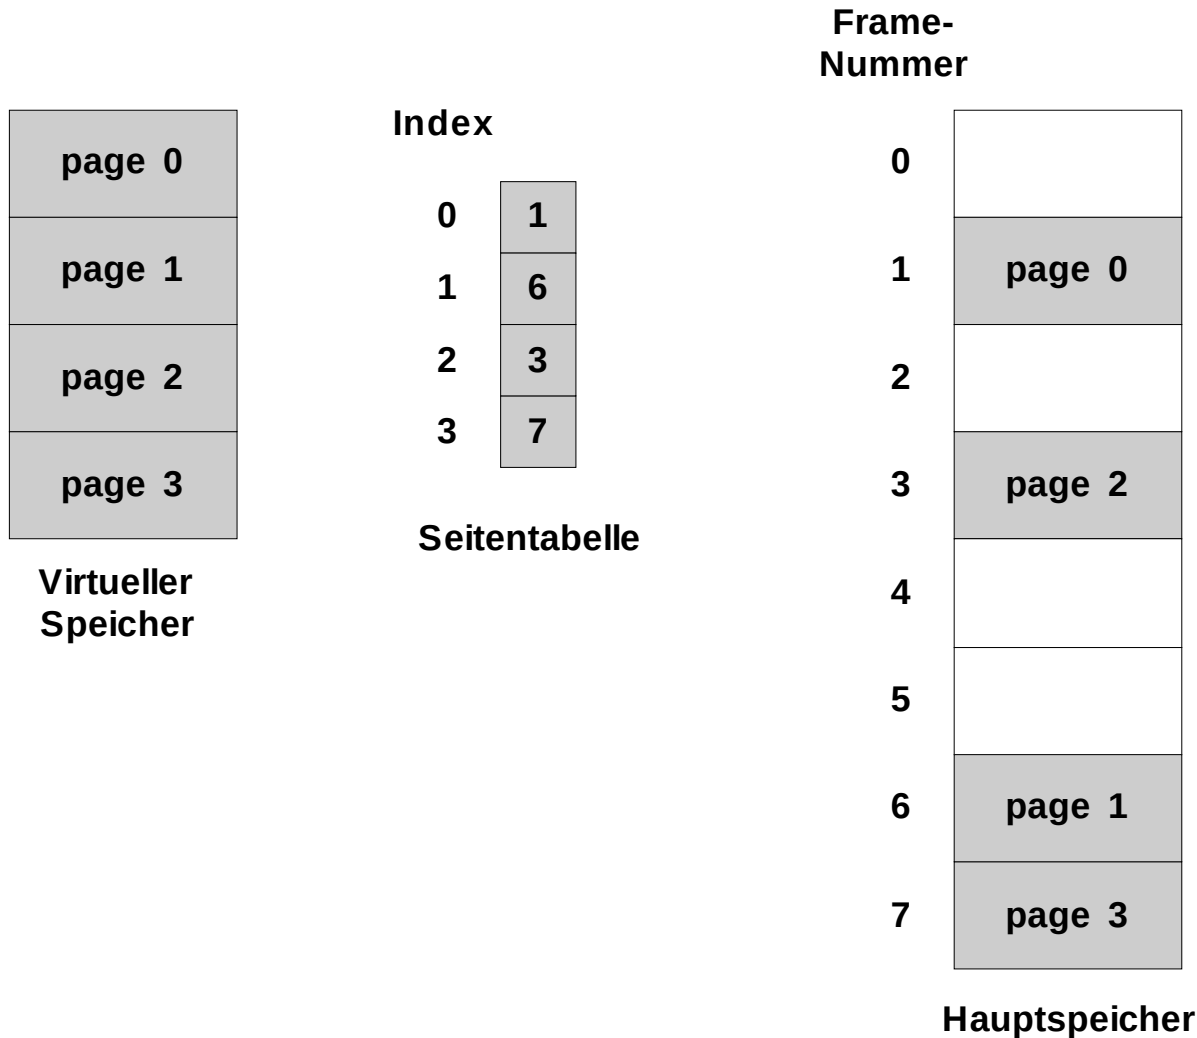 page 0
page 1
page 2
page 3
Virtueller
Speicher
Index
0 1
1 6
2 3
3 7
Seitentabelle
Frame-
Nummer
0
1 page 0
2
3 page 2
4
5
6 page 1
7 page 3
Hauptspeicher